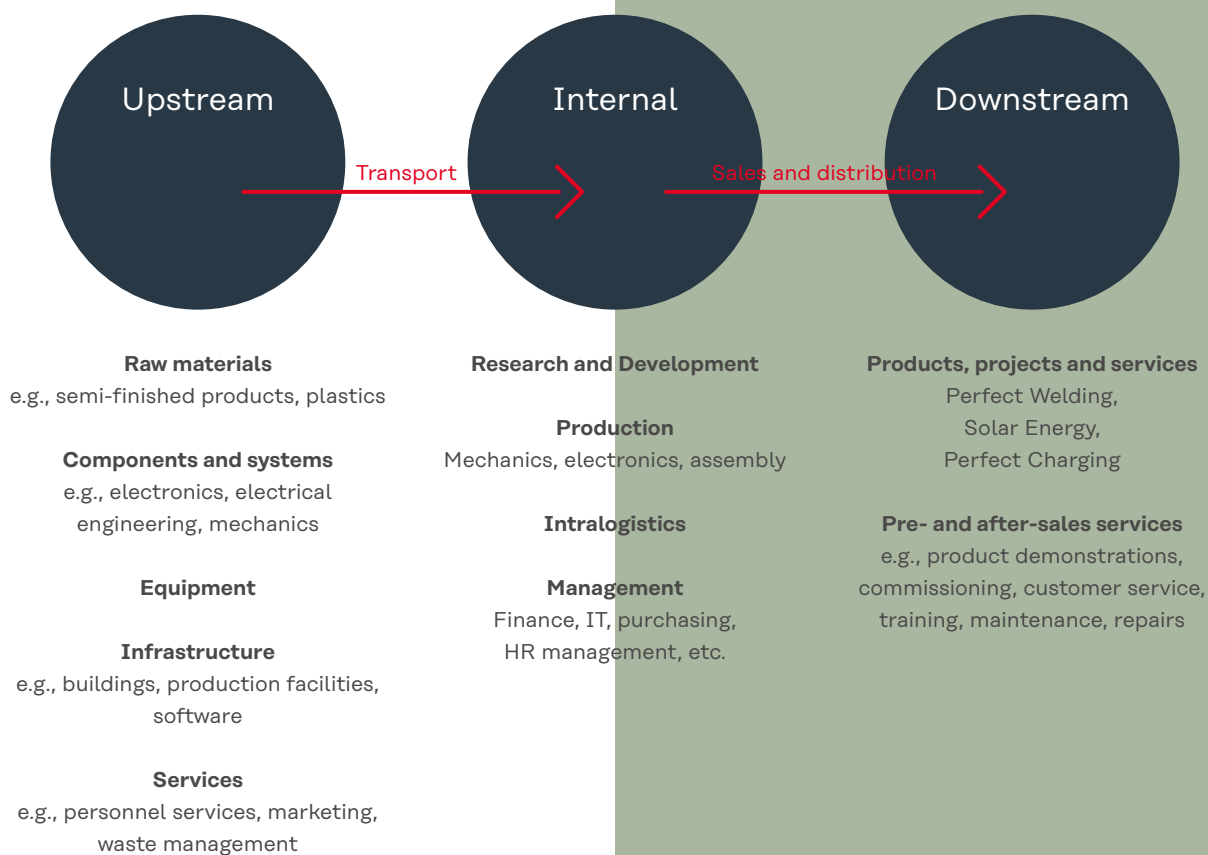 Upstream
Internal
Downstream
Transport
Sales and distribution
Raw materials
e.g., semi-finished products, plastics
Components and systems
e.g., electronics, electrical
engineering, mechanics
Equipment
Infrastructure
e.g., buildings, production facilities,
software
Services
e.g., personnel services, marketing,
waste management
Research and Development
Production
Mechanics, electronics, assembly
Intralogistics
Management
Finance, IT, purchasing,
HR management, etc.
Products, projects and services
Perfect Welding,
Solar Energy,
Perfect Charging
Pre- and after-sales services
e.g., product demonstrations,
commissioning, customer service,
training, maintenance, repairs